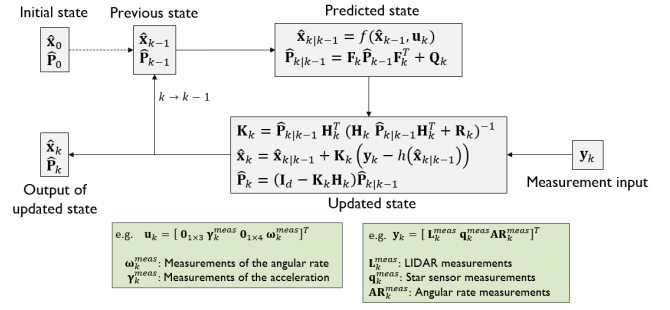 Initial state
Previous state
Predicted state
x̂₀
P̂₀
x̂ₖ₋₁
P̂ₖ₋₁
x̂ₖ|ₖ₋₁ = f(x̂ₖ₋₁, uₖ)
P̂ₖ|ₖ₋₁ = FₖP̂ₖ₋₁Fₖᵀ + Qₖ
k → k − 1
Kₖ = P̂ₖ|ₖ₋₁ Hₖᵀ (Hₖ P̂ₖ|ₖ₋₁Hₖᵀ + Rₖ)⁻¹
x̂ₖ = x̂ₖ|ₖ₋₁ + Kₖ (yₖ − h(x̂ₖ|ₖ₋₁))
P̂ₖ = (I_d − KₖHₖ)P̂ₖ|ₖ₋₁
x̂ₖ
P̂ₖ
yₖ
Output of
updated state
Updated state
Measurement input
e.g. uₖ = [ 0₁ₓ₃ γₖᵐᵉᵃˢ 0₁ₓ₄ ωₖᵐᵉᵃˢ]ᵀ
ωₖᵐᵉᵃˢ: Measurements of the angular rate
γₖᵐᵉᵃˢ: Measurements of the acceleration
e.g. yₖ = [ Lₖᵐᵉᵃˢ qₖᵐᵉᵃˢ ARₖᵐᵉᵃˢ]ᵀ
Lₖᵐᵉᵃˢ: LIDAR measurements
qₖᵐᵉᵃˢ: Star sensor measurements
ARₖᵐᵉᵃˢ: Angular rate measurements